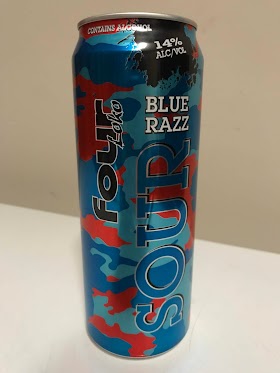 CONTAINS ALCOHOL
14%
ALC/VOL
BLUE
RAZZ
four
Loko
SOUR